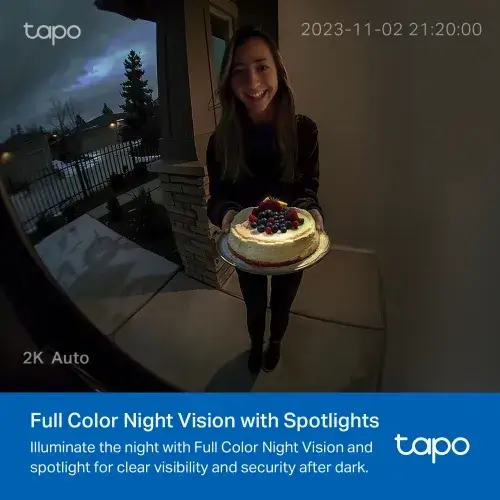 tapo
2023-11-02 21:20:00
2K Auto
Full Color Night Vision with Spotlights
Illuminate the night with Full Color Night Vision and
spotlight for clear visibility and security after dark.
tapo